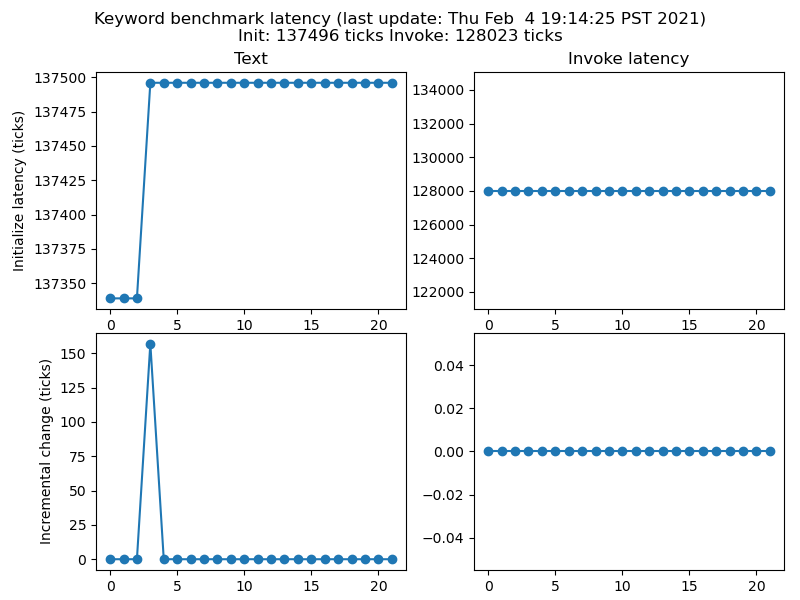 Keyword benchmark latency (last update: Thu Feb  4 19:14:25 PST 2021)
Init: 137496 ticks Invoke: 128023 ticks
Text
Invoke latency
Initialize latency (ticks)
137500
137475
137450
137425
137400
137375
137350
0 5 10 15 20
134000
132000
130000
128000
126000
124000
122000
0 5 10 15 20
Incremental change (ticks)
150
125
100
75
50
25
0
0 5 10 15 20
0.04
0.02
0.00
−0.02
−0.04
0 5 10 15 20